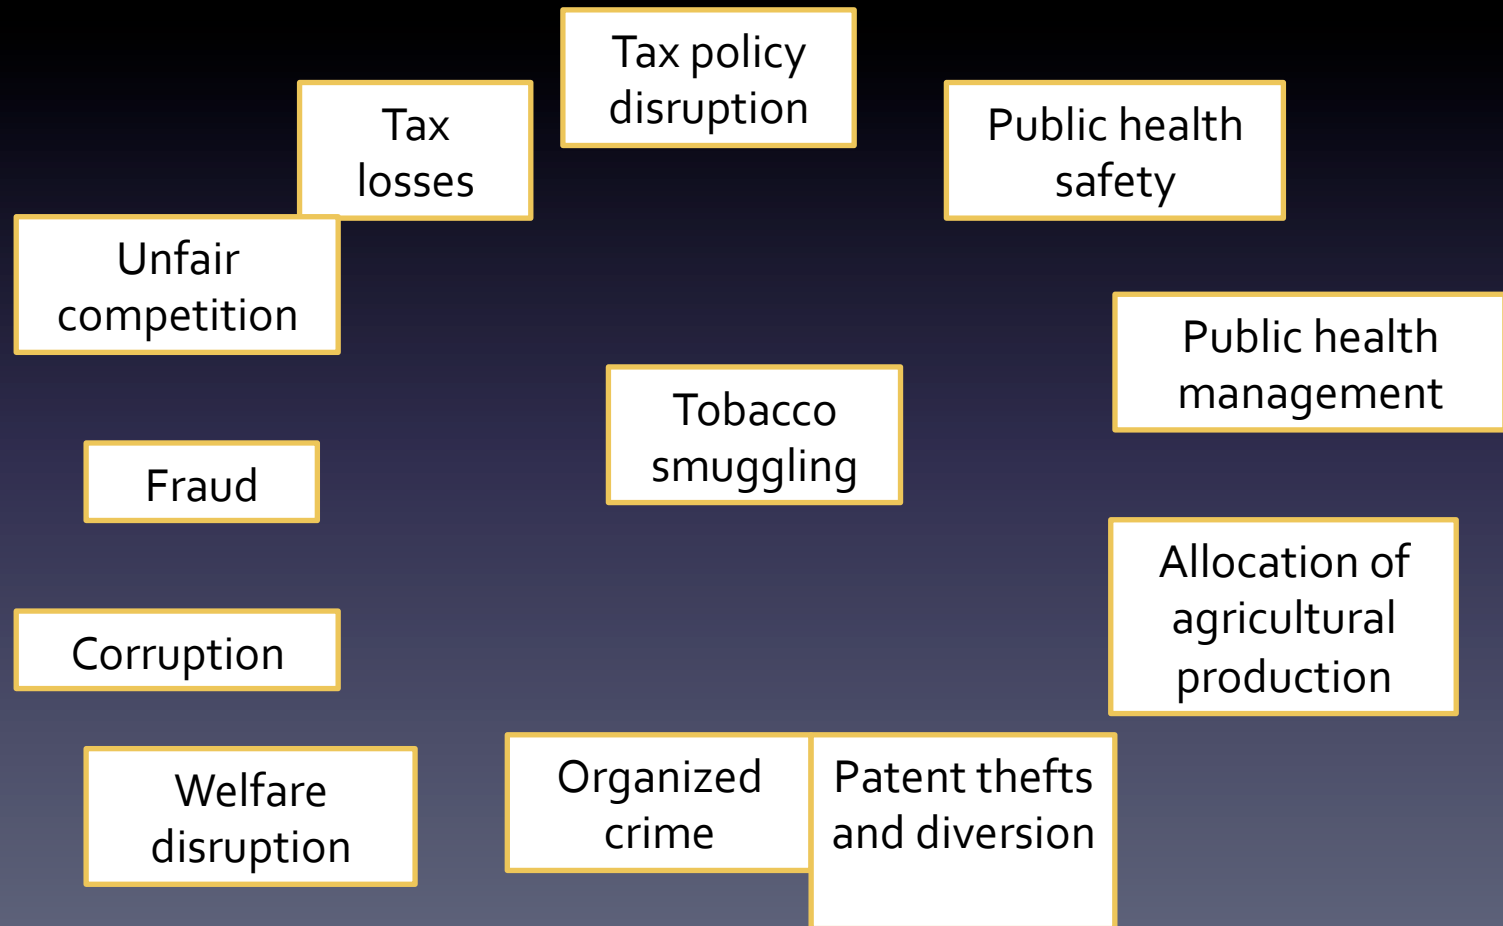 Tax policy
disruption
Tax
losses
Public health
safety
Unfair
competition
Public health
management
Tobacco
smuggling
Fraud
Allocation of
agricultural
production
Corruption
Welfare
disruption
Organized
crime
Patent thefts
and diversion